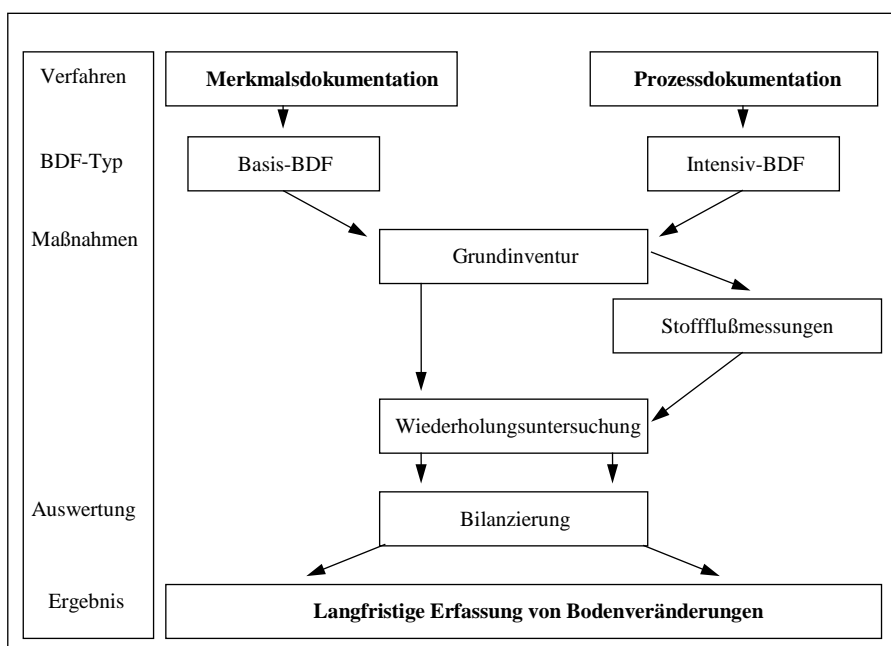 Verfahren
Merkmalsdokumentation
Prozessdokumentation
BDF-Typ
Basis-BDF
Intensiv-BDF
Maßnahmen
Grundinventur
Stoffflußmessungen
Wiederholungsuntersuchung
Auswertung
Bilanzierung
Ergebnis
Langfristige Erfassung von Bodenveränderungen